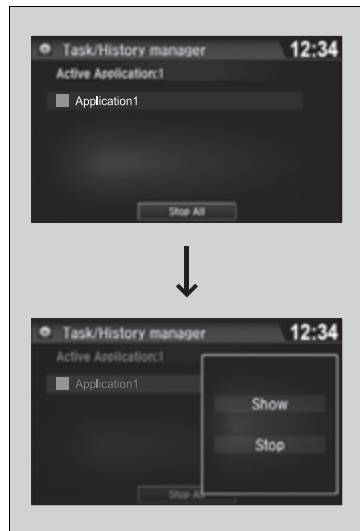 Task/History manager 12:34
Active Application:1
Application1
Stop All
Task/History manager 12:34
Active Application:1
Application1
Show
Stop
Stop All